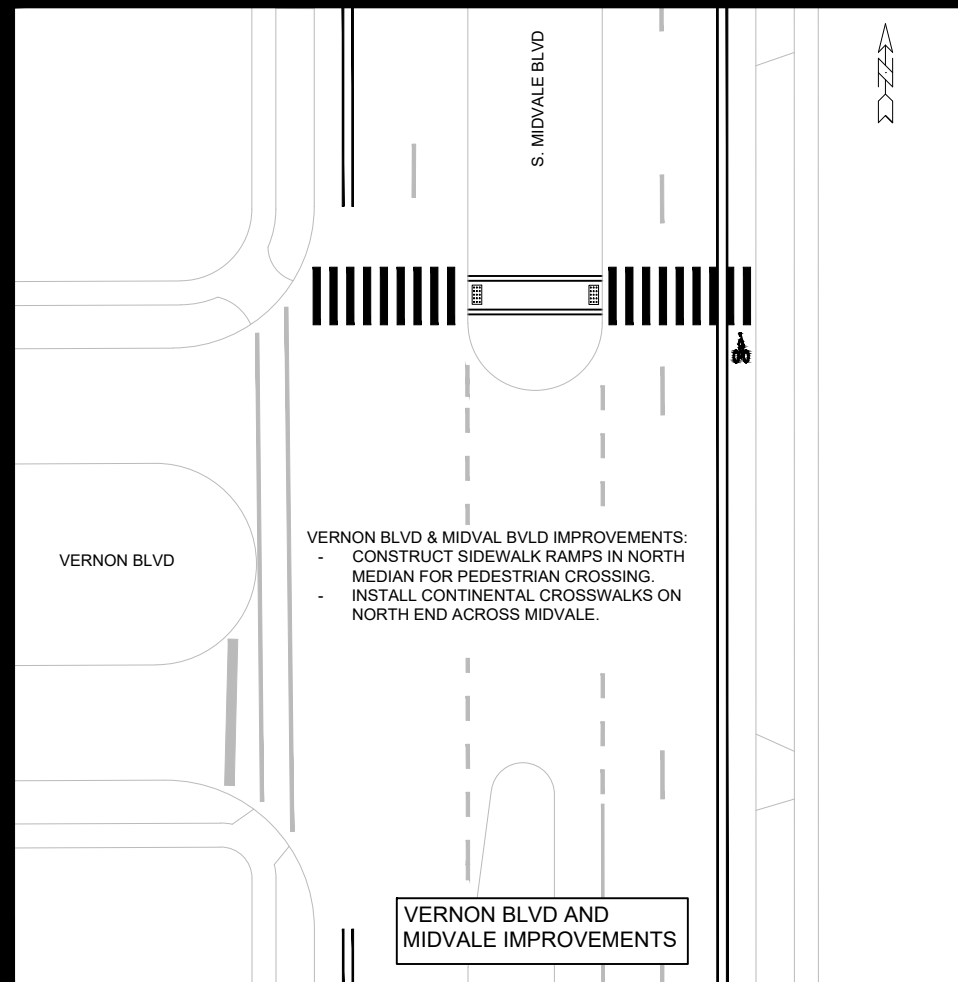 S. MIDVALE BLVD
N
VERNON BLVD
VERNON BLVD & MIDVAL BVLD IMPROVEMENTS:
- CONSTRUCT SIDEWALK RAMPS IN NORTH
MEDIAN FOR PEDESTRIAN CROSSING.
- INSTALL CONTINENTAL CROSSWALKS ON
NORTH END ACROSS MIDVALE.
VERNON BLVD AND
MIDVALE IMPROVEMENTS